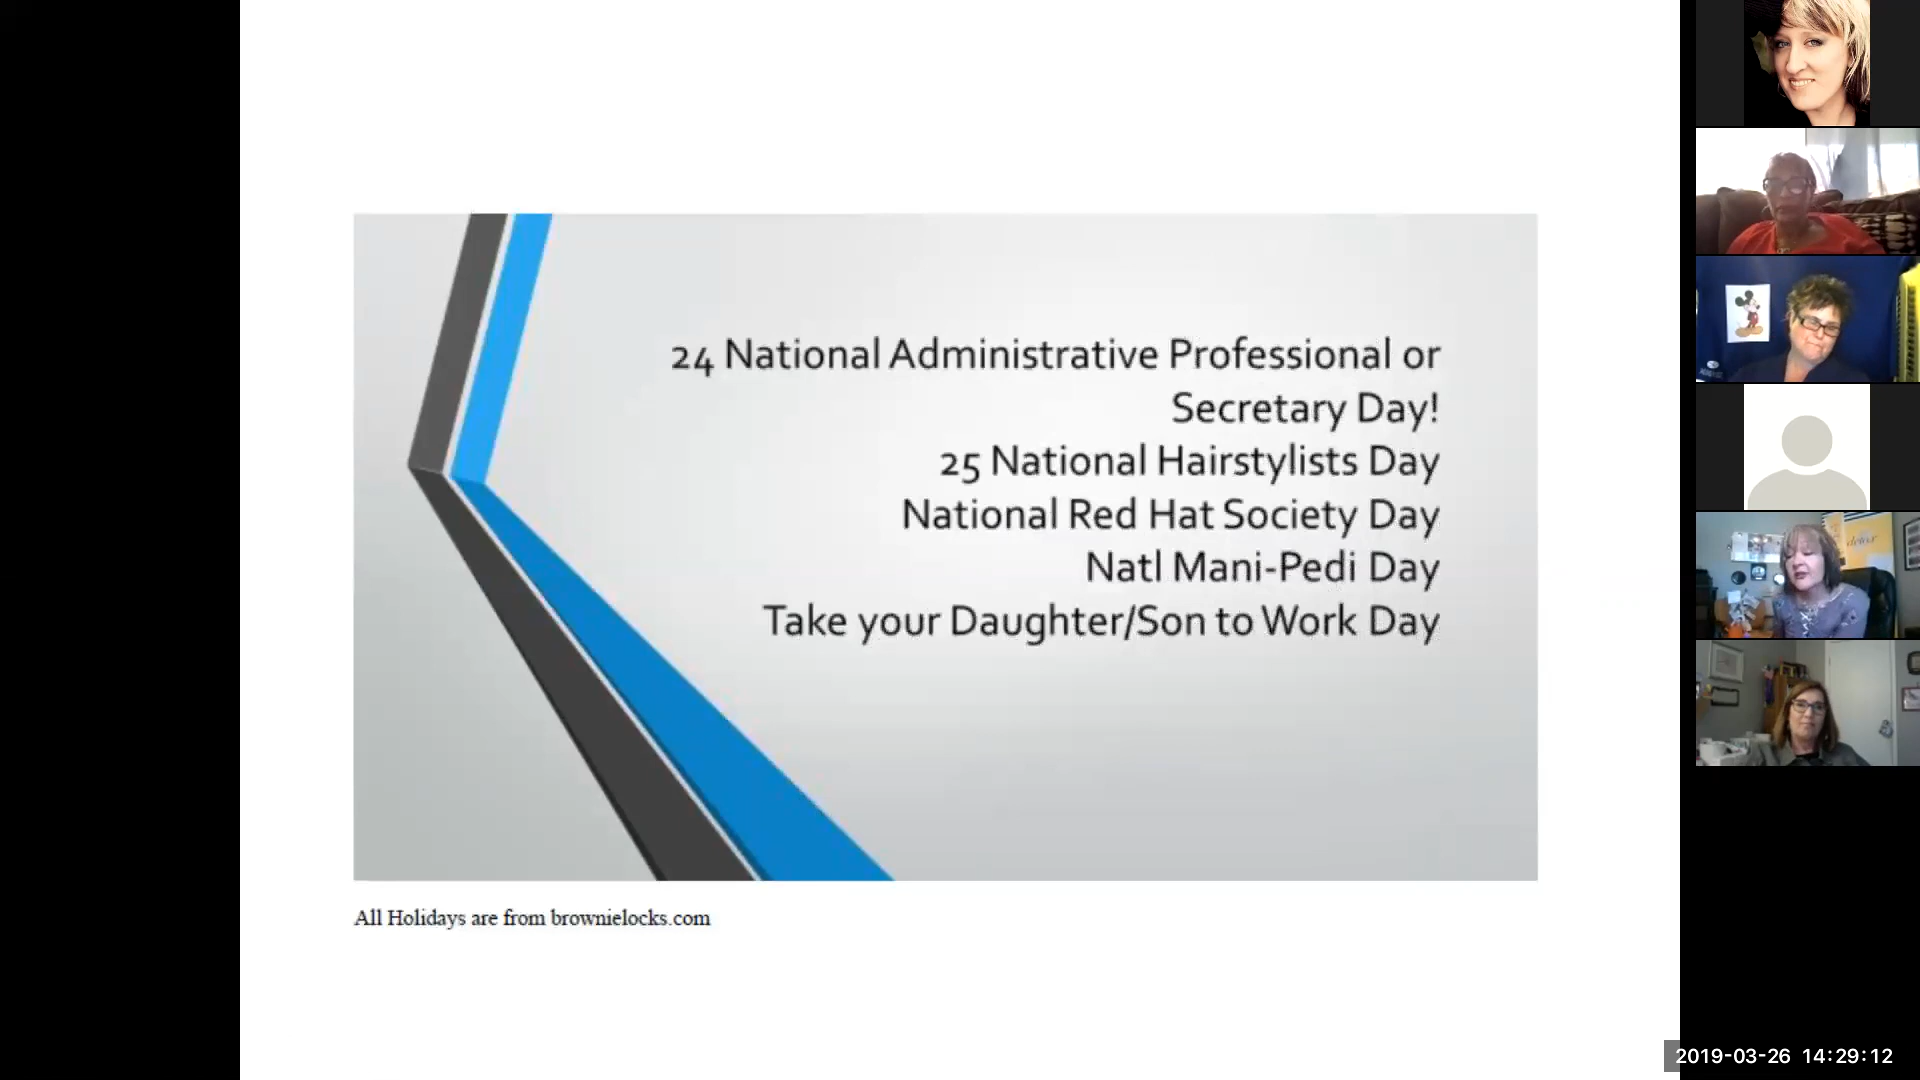 24 National Administrative Professional or
Secretary Day!
25 National Hairstylists Day
National Red Hat Society Day
Natl Mani-Pedi Day
Take your Daughter/Son to Work Day
All Holidays are from brownielocks.com
detox
2019-03-26 14:29:12